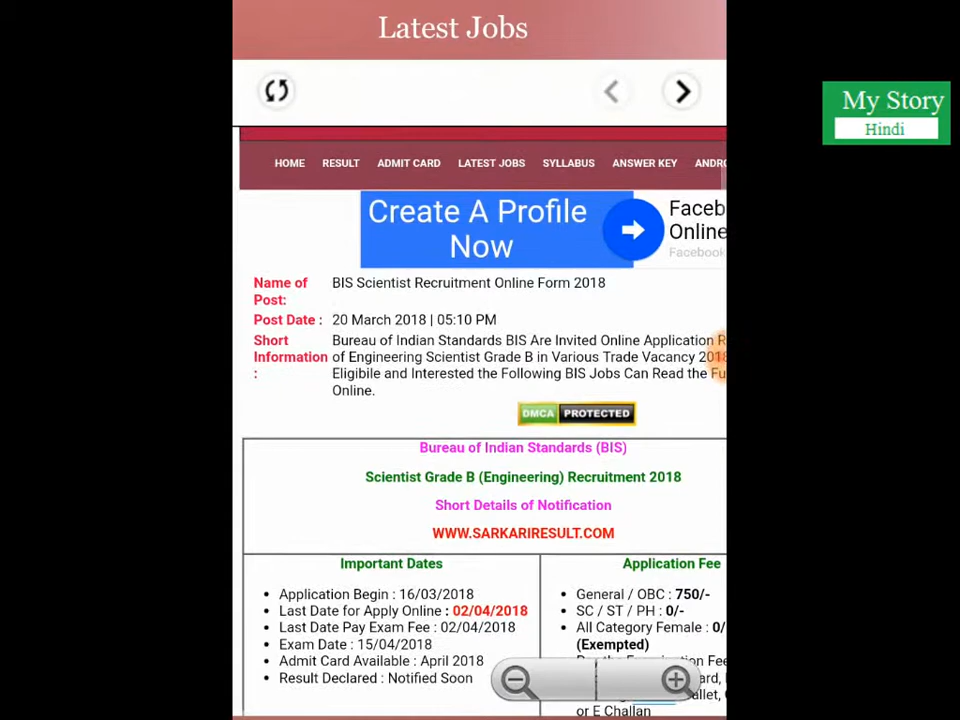 Latest Jobs
My Story
Hindi
HOME RESULT ADMIT CARD LATEST JOBS SYLLABUS ANSWER KEY
Create A Profile
Now
Faceb
Online
Facebook
Name of
Post:
BIS Scientist Recruitment Online Form 2018
Post Date : 20 March 2018 | 05:10 PM
Short
Information
:
Bureau of Indian Standards BIS Are Invited Online Application R
of Engineering Scientist Grade B in Various Trade Vacancy 2018
Eligibile and Interested the Following BIS Jobs Can Read the Fu
Online.
DMCA PROTECTED
Bureau of Indian Standards (BIS)
Scientist Grade B (Engineering) Recruitment 2018
Short Details of Notification
WWW.SARKARIRESULT.COM
Important Dates
Application Begin : 16/03/2018
Last Date for Apply Online : 02/04/2018
Last Date Pay Exam Fee : 02/04/2018
Exam Date : 15/04/2018
Admit Card Available : April 2018
Result Declared : Notified Soon
Application Fee
General / OBC : 750/-
SC / ST / PH : 0/-
All Category Female : 0/
(Exempted)
Fee
or E Challan